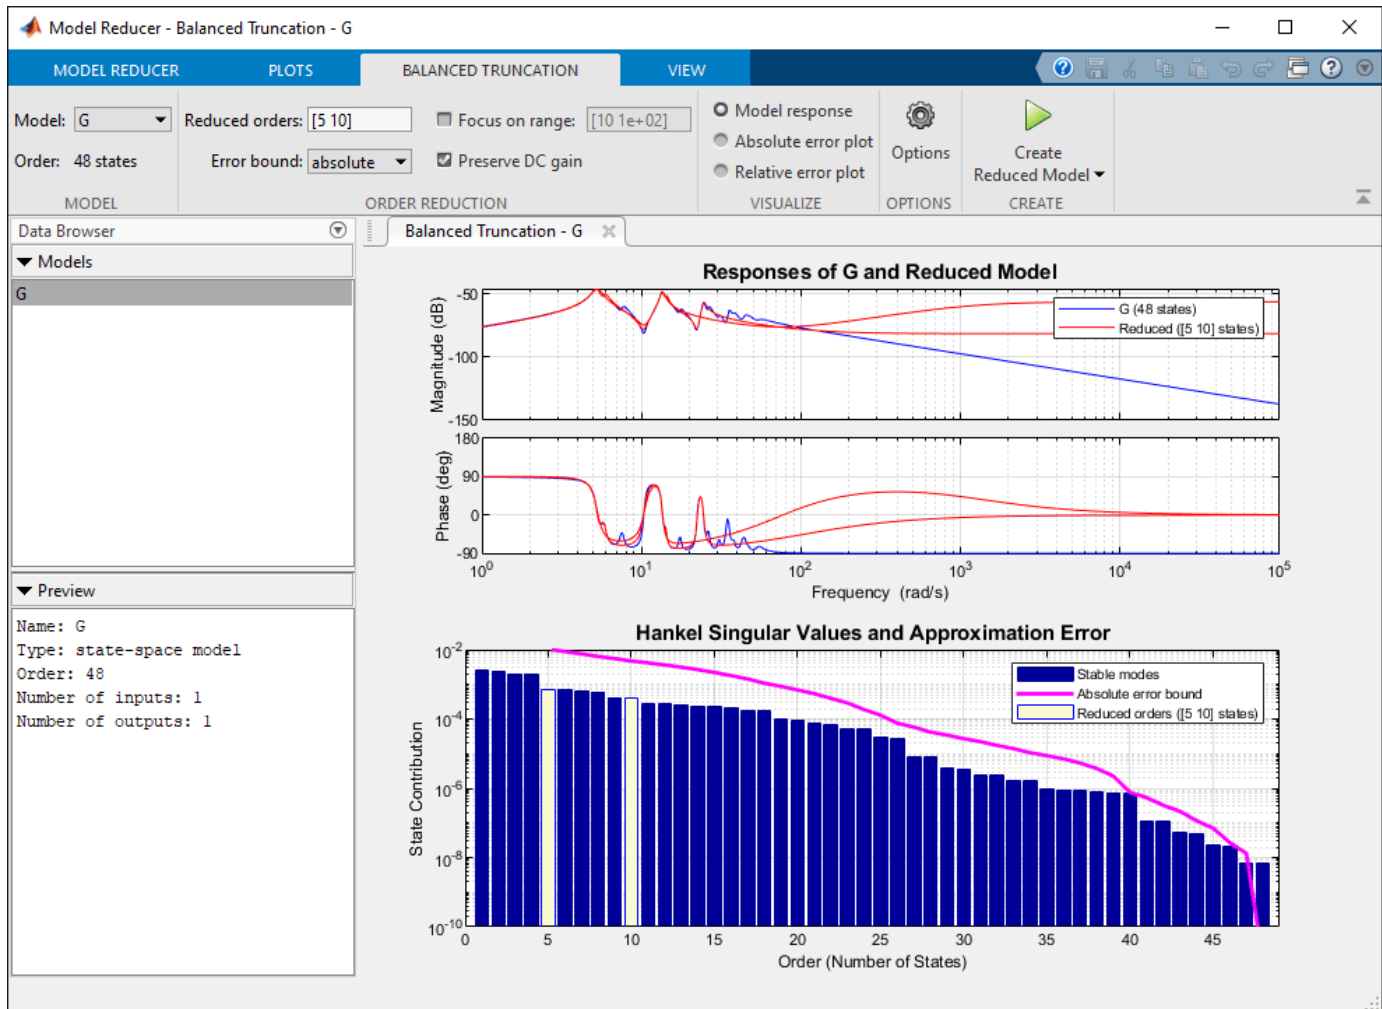 Model Reducer - Balanced Truncation - G
MODEL REDUCER PLOTS BALANCED TRUNCATION VIEW
Model: G Reduced orders: [5 10] Focus on range: [10 1e+02] Model response
Absolute error plot
Order: 48 states Error bound: absolute Preserve DC gain Options Create
Relative error plot Reduced Model
MODEL ORDER REDUCTION VISUALIZE OPTIONS CREATE
Data Browser
Models
G
Preview
Name: G
Type: state-space model
Order: 48
Number of inputs: 1
Number of outputs: 1
Balanced Truncation - G
Responses of G and Reduced Model
Magnitude (dB)
-50
-100
-150
G (48 states)
Reduced ([5 10] states)
Phase (deg)
180
90
0
-90
10^0 10^1 10^2 10^3 10^4 10^5
Frequency (rad/s)
Hankel Singular Values and Approximation Error
State Contribution
10^-2
10^-4
10^-6
10^-8
10^-10
Stable modes
Absolute error bound
Reduced orders ([5 10] states)
0 5 10 15 20 25 30 35 40 45
Order (Number of States)